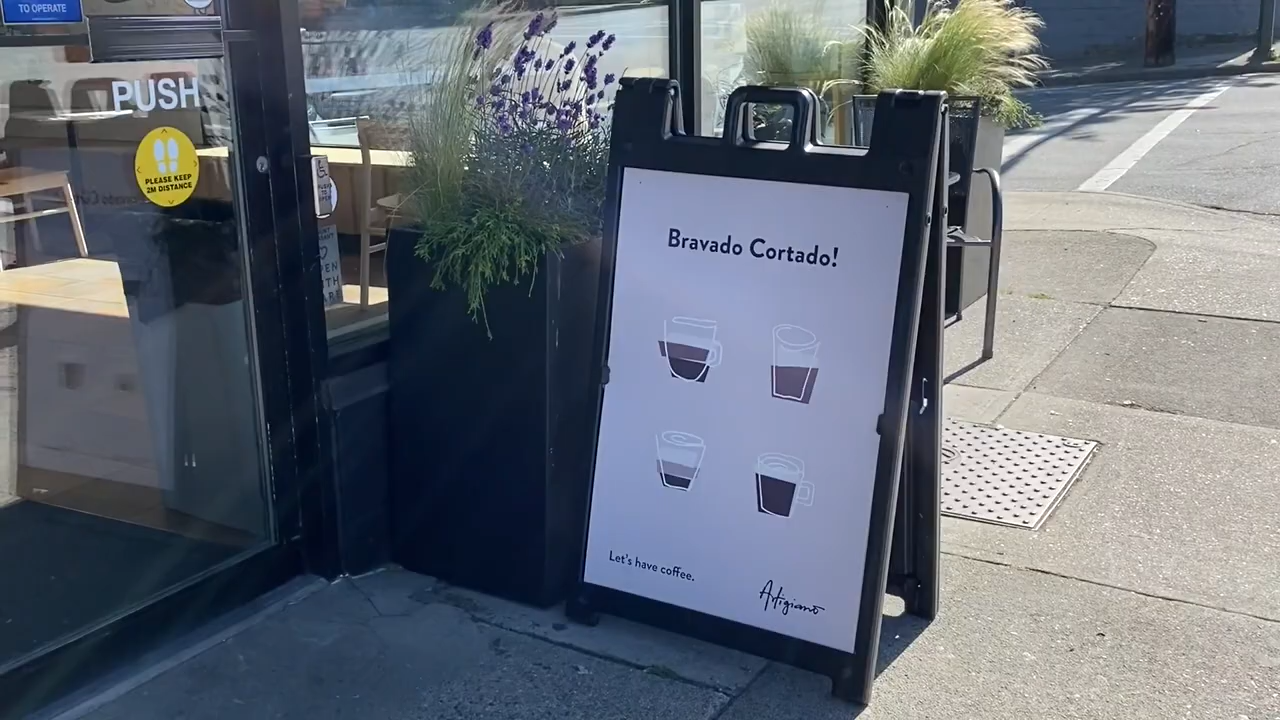 TO OPERATE
PUSH
PLEASE KEEP
2M DISTANCE
Bravado Cortado!
Let's have coffee.
Artigiano